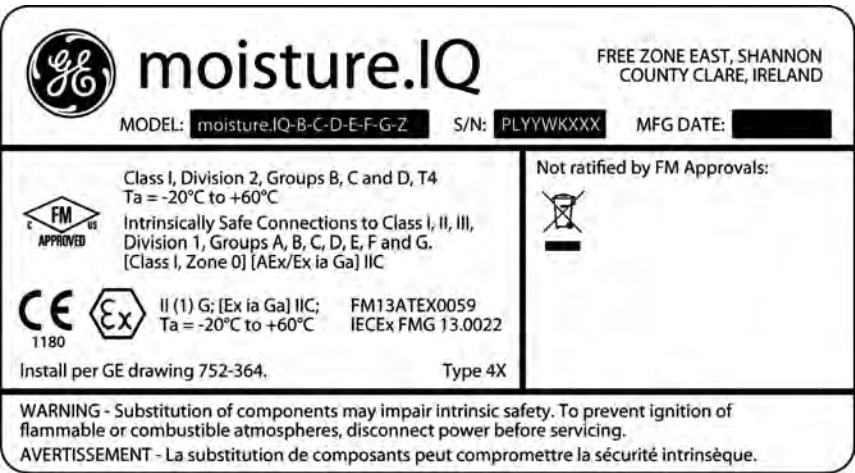 GE
moisture.IQ
FREE ZONE EAST, SHANNON
COUNTY CLARE, IRELAND
MODEL: moisture.IQ-B-C-D-E-F-G-Z S/N: PLYYWKXXX MFG DATE:
Class I, Division 2, Groups B, C and D, T4
Ta = -20°C to +60°C
Intrinsically Safe Connections to Class I, II, III,
Division 1, Groups A, B, C, D, E, F and G.
[Class I, Zone 0] [AEx/Ex ia Ga] IIC
C FM US
APPROVED
CE Ex
1180
II (1) G; [Ex ia Ga] IIC; FM13ATEX0059
Ta = -20°C to +60°C IECEx FMG 13.0022
Install per GE drawing 752-364. Type 4X
Not ratified by FM Approvals:
WARNING - Substitution of components may impair intrinsic safety. To prevent ignition of
flammable or combustible atmospheres, disconnect power before servicing.
AVERTISSEMENT - La substitution de composants peut compromettre la sécurité intrinsèque.